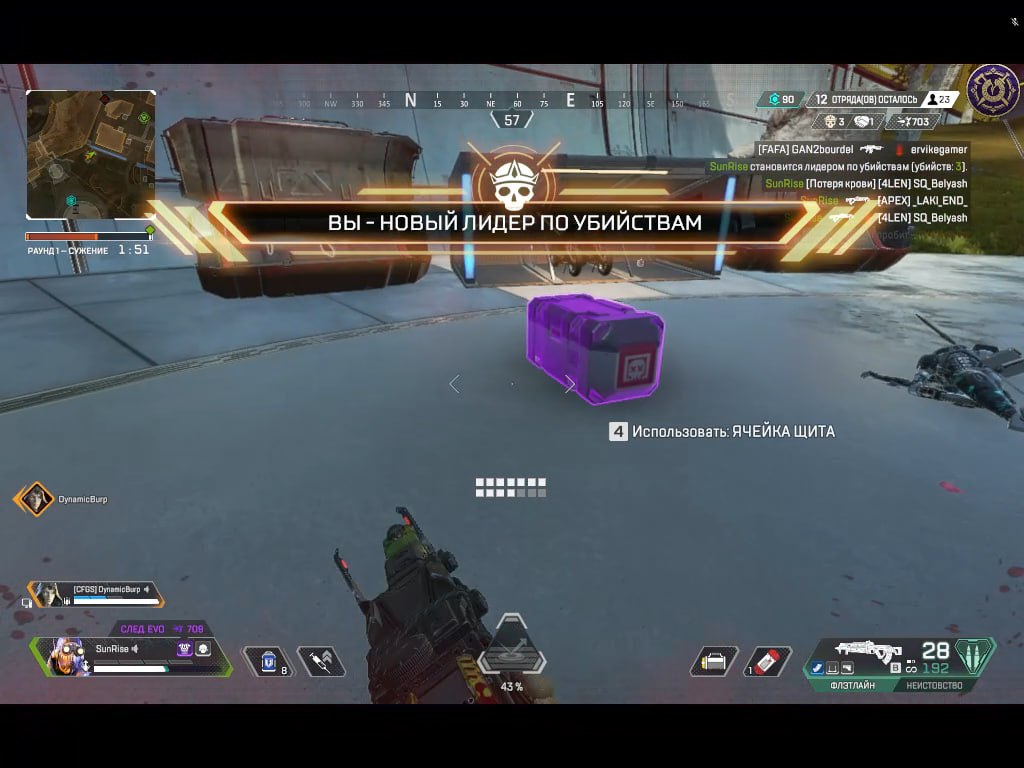 300 NW 330 345 N 15 30 NE 60 75 E 105 120 SE 150 165 S
57
90
12 ОТРЯДА(ОВ) ОСТАЛОСЬ 23
3 1 703
[FAFA] GAN2bourdel ervikegamer
SunRise становится лидером по убийствам [убийств: 3].
SunRise [Потеря крови] [4LEN] SQ_Belyash
SunRise [APEX]_LAKI_END_
[4LEN] SQ_Belyash
ВЫ - НОВЫЙ ЛИДЕР ПО УБИЙСТВАМ
РАУНД 1 – СУЖЕНИЕ 1:51
4 Использовать: ЯЧЕЙКА ЩИТА
DynamicBurp
[CFGS] DynamicBurp
СЛЕД EVO 709
SunRise
8
43 %
1
28
192
B
ФЛЭТЛАЙН НЕИСТОВСТВО